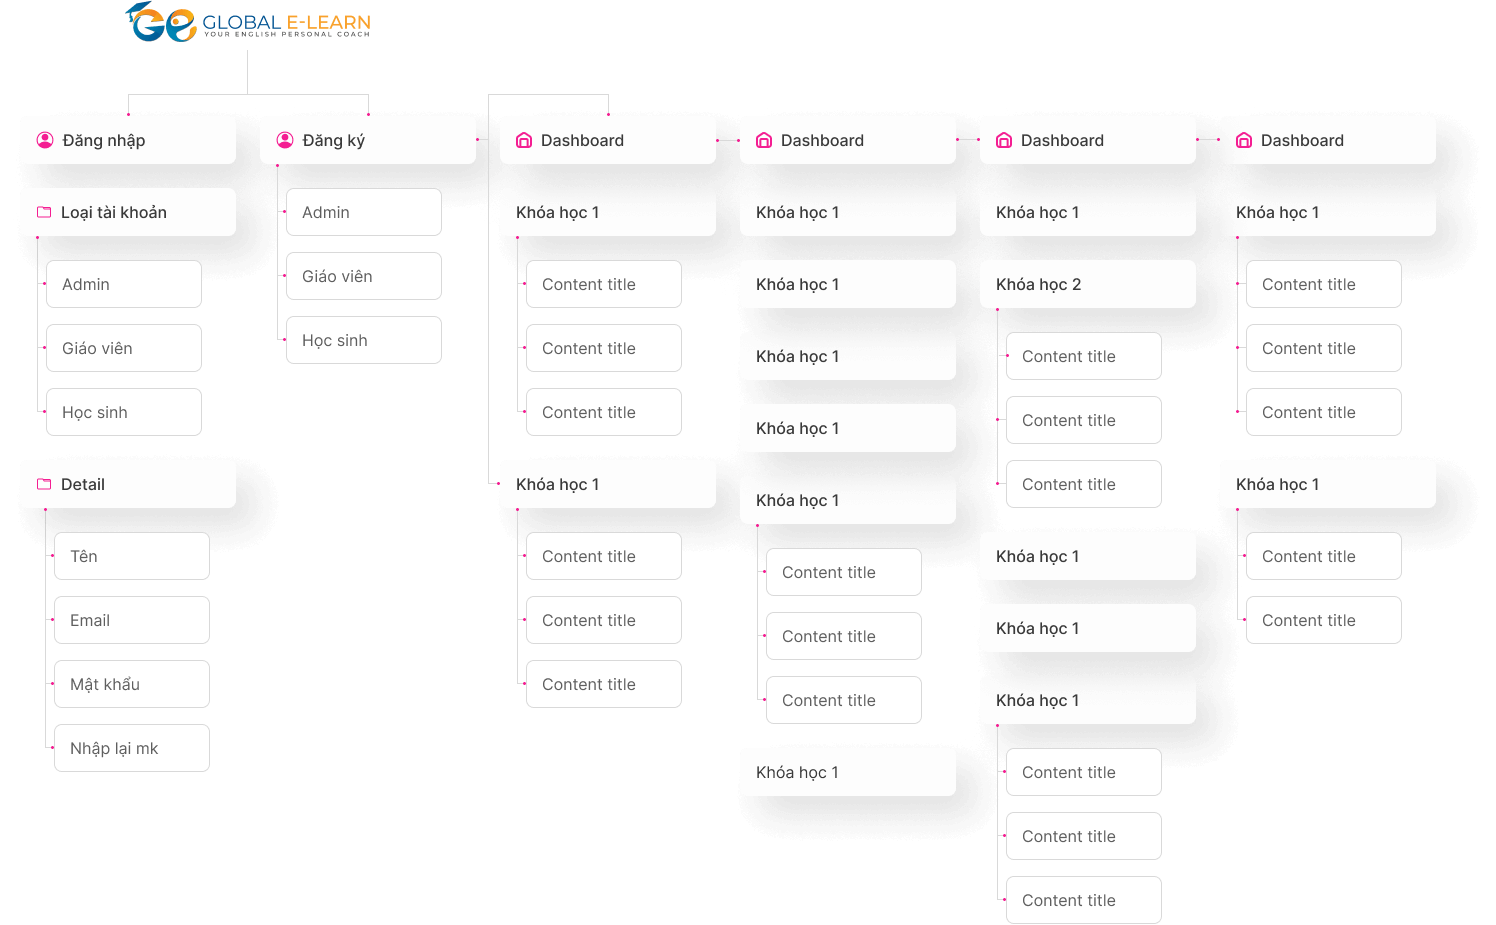 GLOBAL E-LEARN
YOUR ENGLISH PERSONAL COACH
Đăng nhập
Loại tài khoản
Admin
Giáo viên
Học sinh
Detail
Tên
Email
Mật khẩu
Nhập lại mk
Đăng ký
Admin
Giáo viên
Học sinh
Dashboard
Khóa học 1
Content title
Content title
Content title
Khóa học 1
Content title
Content title
Content title
Dashboard
Khóa học 1
Khóa học 1
Khóa học 1
Khóa học 1
Khóa học 1
Content title
Content title
Content title
Khóa học 1
Dashboard
Khóa học 1
Khóa học 2
Content title
Content title
Content title
Khóa học 1
Khóa học 1
Khóa học 1
Content title
Content title
Content title
Dashboard
Khóa học 1
Content title
Content title
Content title
Khóa học 1
Content title
Content title